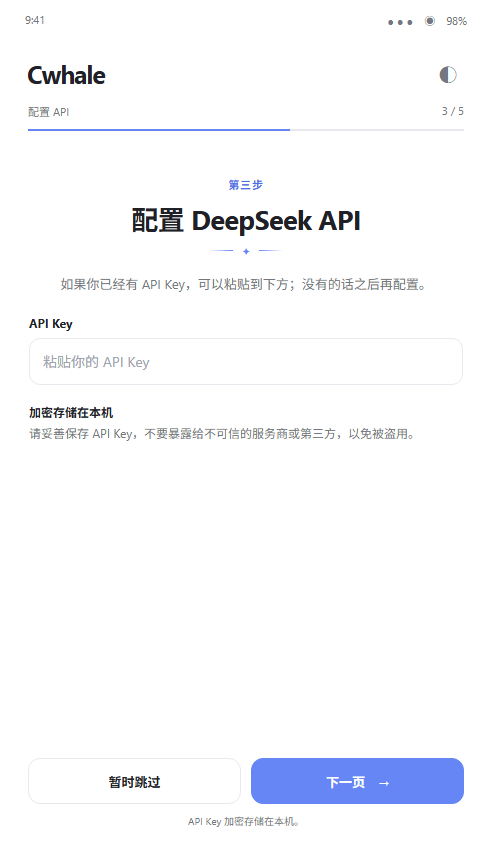 9:41
98%
Cwhale
配置 API
3 / 5
第三步
配置 DeepSeek API
如果你已经有 API Key，可以粘贴到下方；没有的话之后再配置。
API Key
粘贴你的 API Key
加密存储在本机
请妥善保存 API Key，不要暴露给不可信的服务商或第三方，以免被盗用。
暂时跳过
下一页 →
API Key 加密存储在本机。